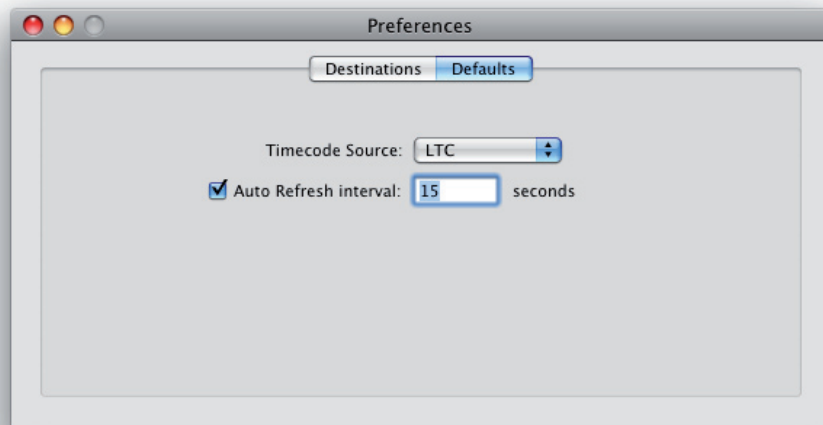 Preferences
Destinations Defaults
Timecode Source: LTC
Auto Refresh interval: 15 seconds